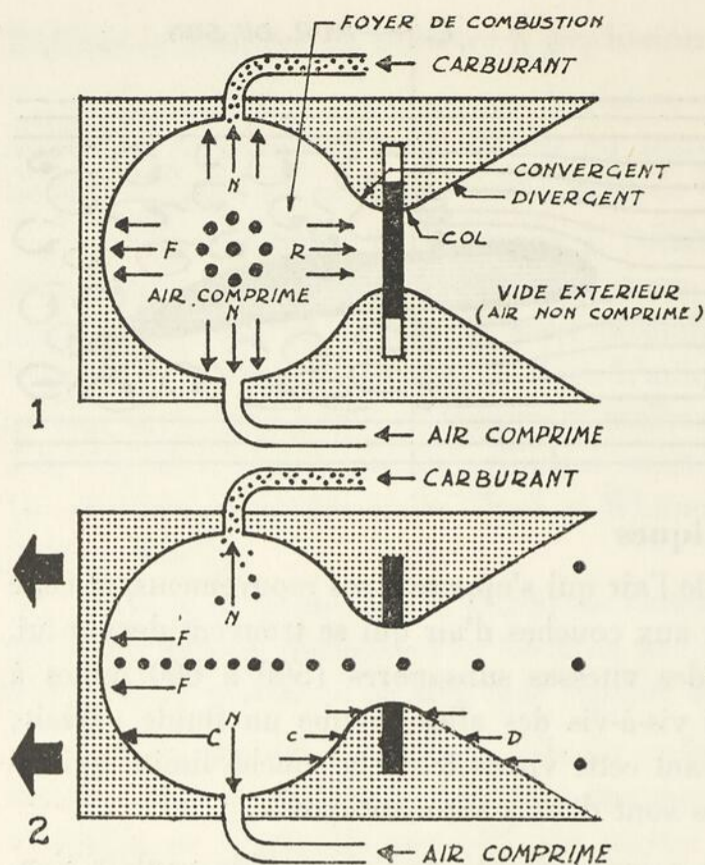 FOYER DE COMBUSTION
CARBURANT
N
CONVERGENT
DIVERGENT
COL
F
R
AIR COMPRIME
N
VIDE EXTERIEUR
(AIR NON COMPRIME)
1
AIR COMPRIME
CARBURANT
N
F
F
N
C
C
D
2
AIR COMPRIME